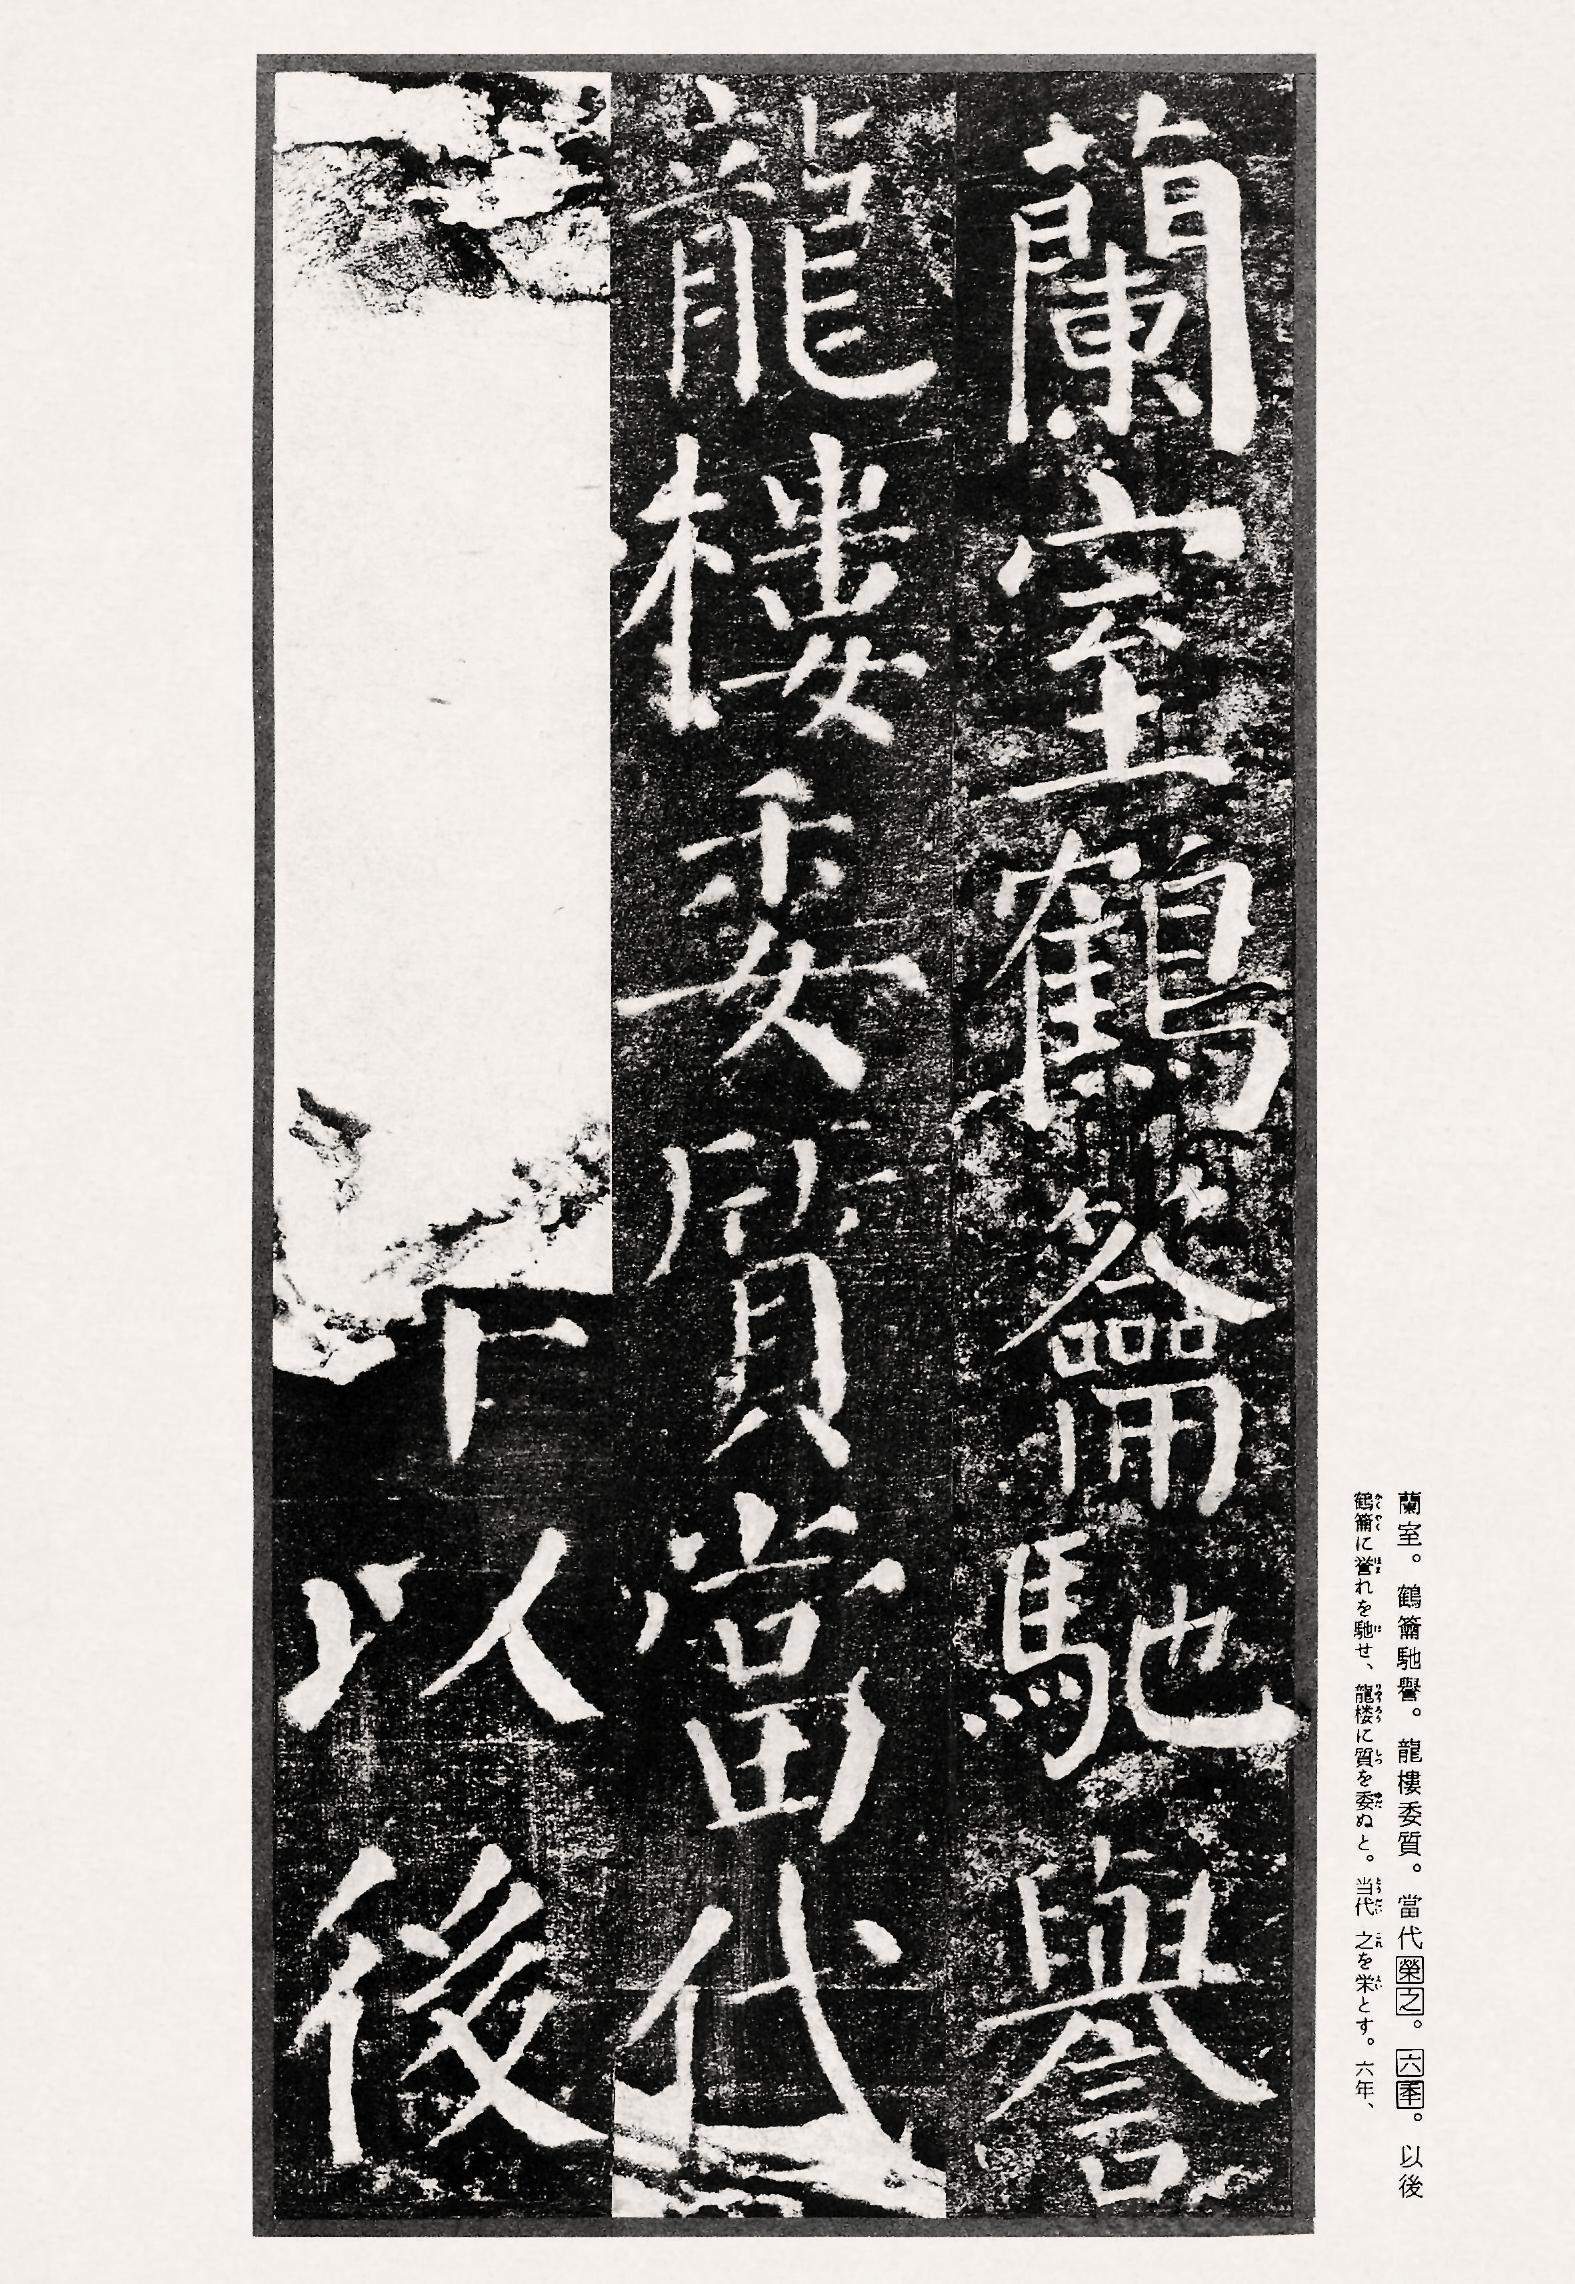 蘭室鶴籥馳譽
龍樓委質當代
以後
蘭室。鶴籥馳譽。龍樓委質。當代榮之。六季。以後
鶴籥に誉れを馳せ、龍楼に質を委ぬと。当代 之を栄とす。六年、